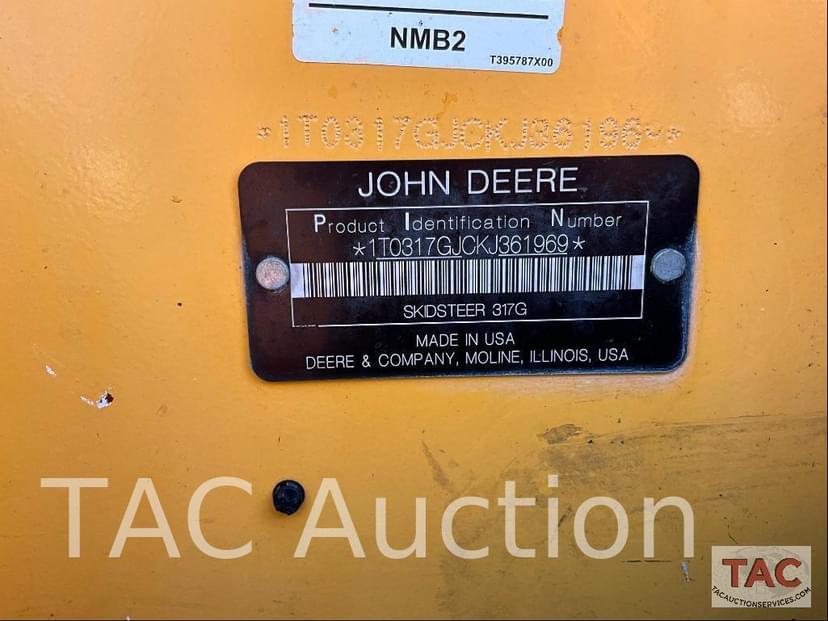 NMB2
T395787X00
*1T0317GJCKJ36196~*
JOHN DEERE
Product Identification Number
*1T0317GJCKJ361969*
SKIDSTEER 317G
MADE IN USA
DEERE & COMPANY, MOLINE, ILLINOIS, USA
TAC Auction
TAC
TACAUCTIONSERVICES.COM